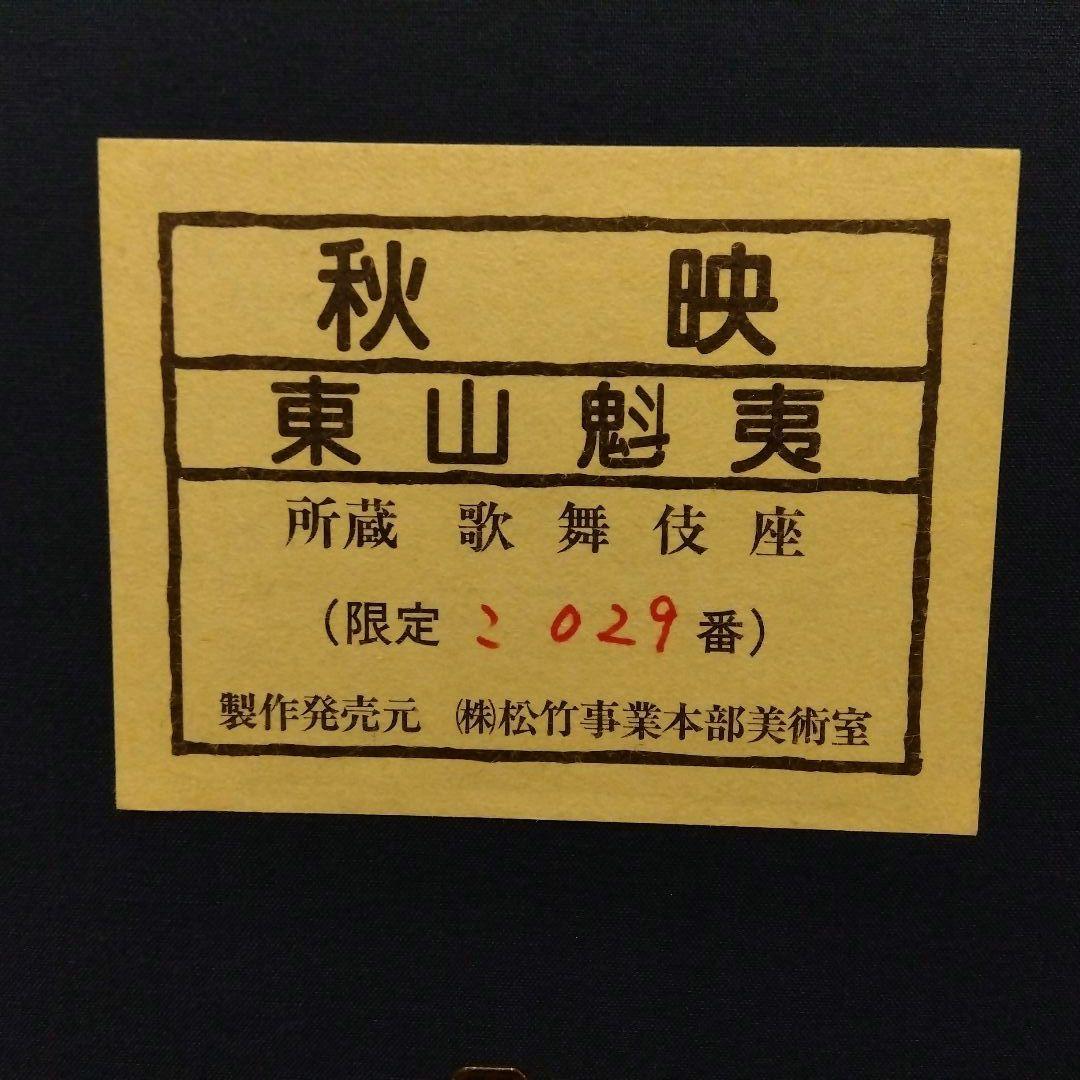 秋映
東山魁夷
所蔵 歌舞伎座
(限定 こ 029番)
製作発売元 ㈱松竹事業本部美術室